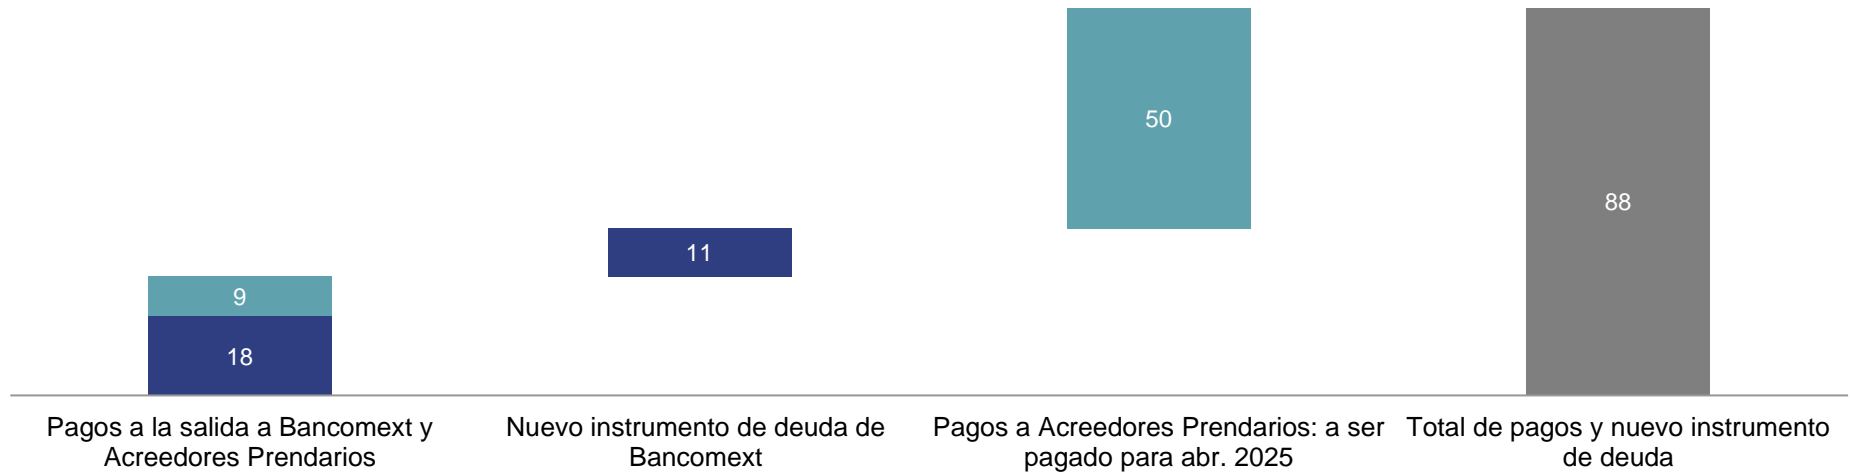 50
88
11
9
18
Pagos a la salida a Bancomext y
Acreedores Prendarios
Nuevo instrumento de deuda de
Bancomext
Pagos a Acreedores Prendarios: a ser
pagado para abr. 2025
Total de pagos y nuevo instrumento
de deuda